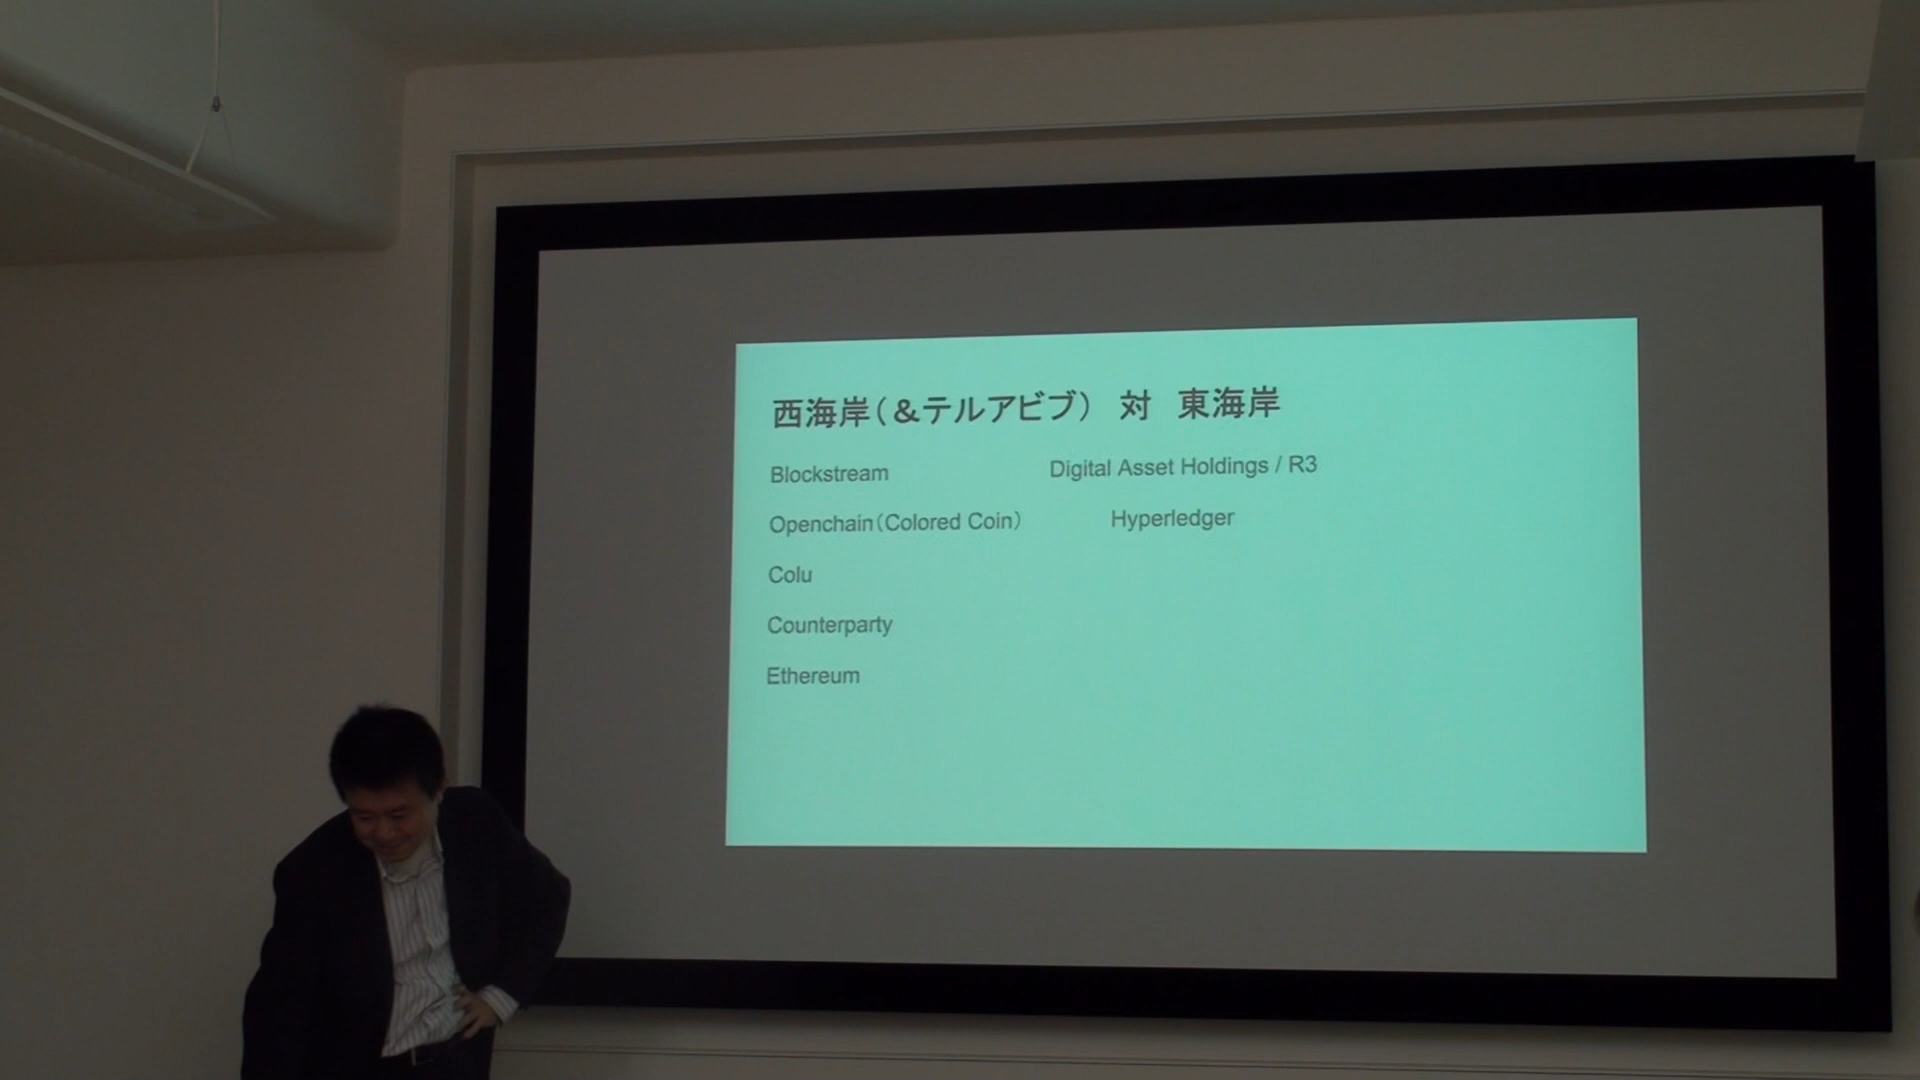 西海岸（＆テルアビブ）　対　東海岸
Blockstream　Digital Asset Holdings / R3
Openchain（Colored Coin）　Hyperledger
Colu
Counterparty
Ethereum